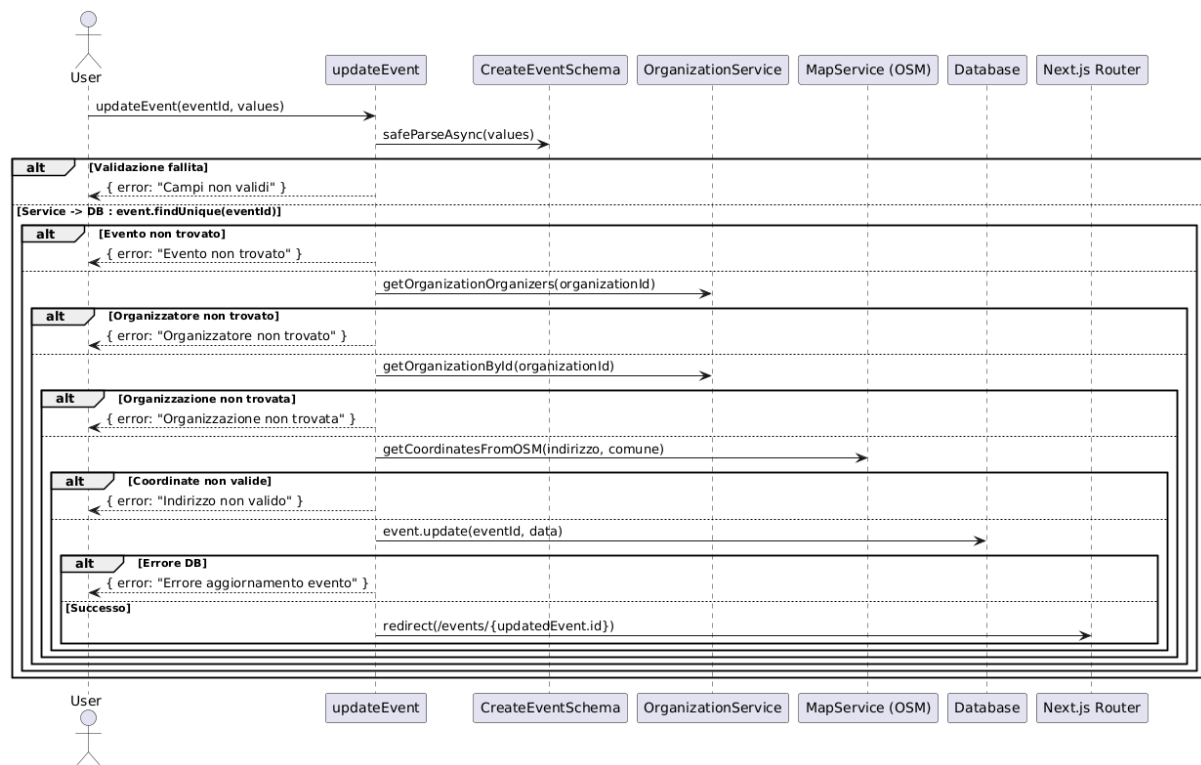 User
updateEvent
CreateEventSchema
OrganizationService
MapService (OSM)
Database
Next.js Router
updateEvent(eventId, values)
safeParseAsync(values)
alt [Validazione fallita]
{ error: "Campi non validi" }
[Service -> DB : event.findUnique(eventId)]
alt [Evento non trovato]
{ error: "Evento non trovato" }
getOrganizationOrganizers(organizationId)
alt [Organizzatore non trovato]
{ error: "Organizzatore non trovato" }
getOrganizationById(organizationId)
alt [Organizzazione non trovata]
{ error: "Organizzazione non trovata" }
getCoordinatesFromOSM(indirizzo, comune)
alt [Coordinate non valide]
{ error: "Indirizzo non valido" }
event.update(eventId, data)
alt [Errore DB]
{ error: "Errore aggiornamento evento" }
[Successo]
redirect(/events/{updatedEvent.id})
User
updateEvent
CreateEventSchema
OrganizationService
MapService (OSM)
Database
Next.js Router